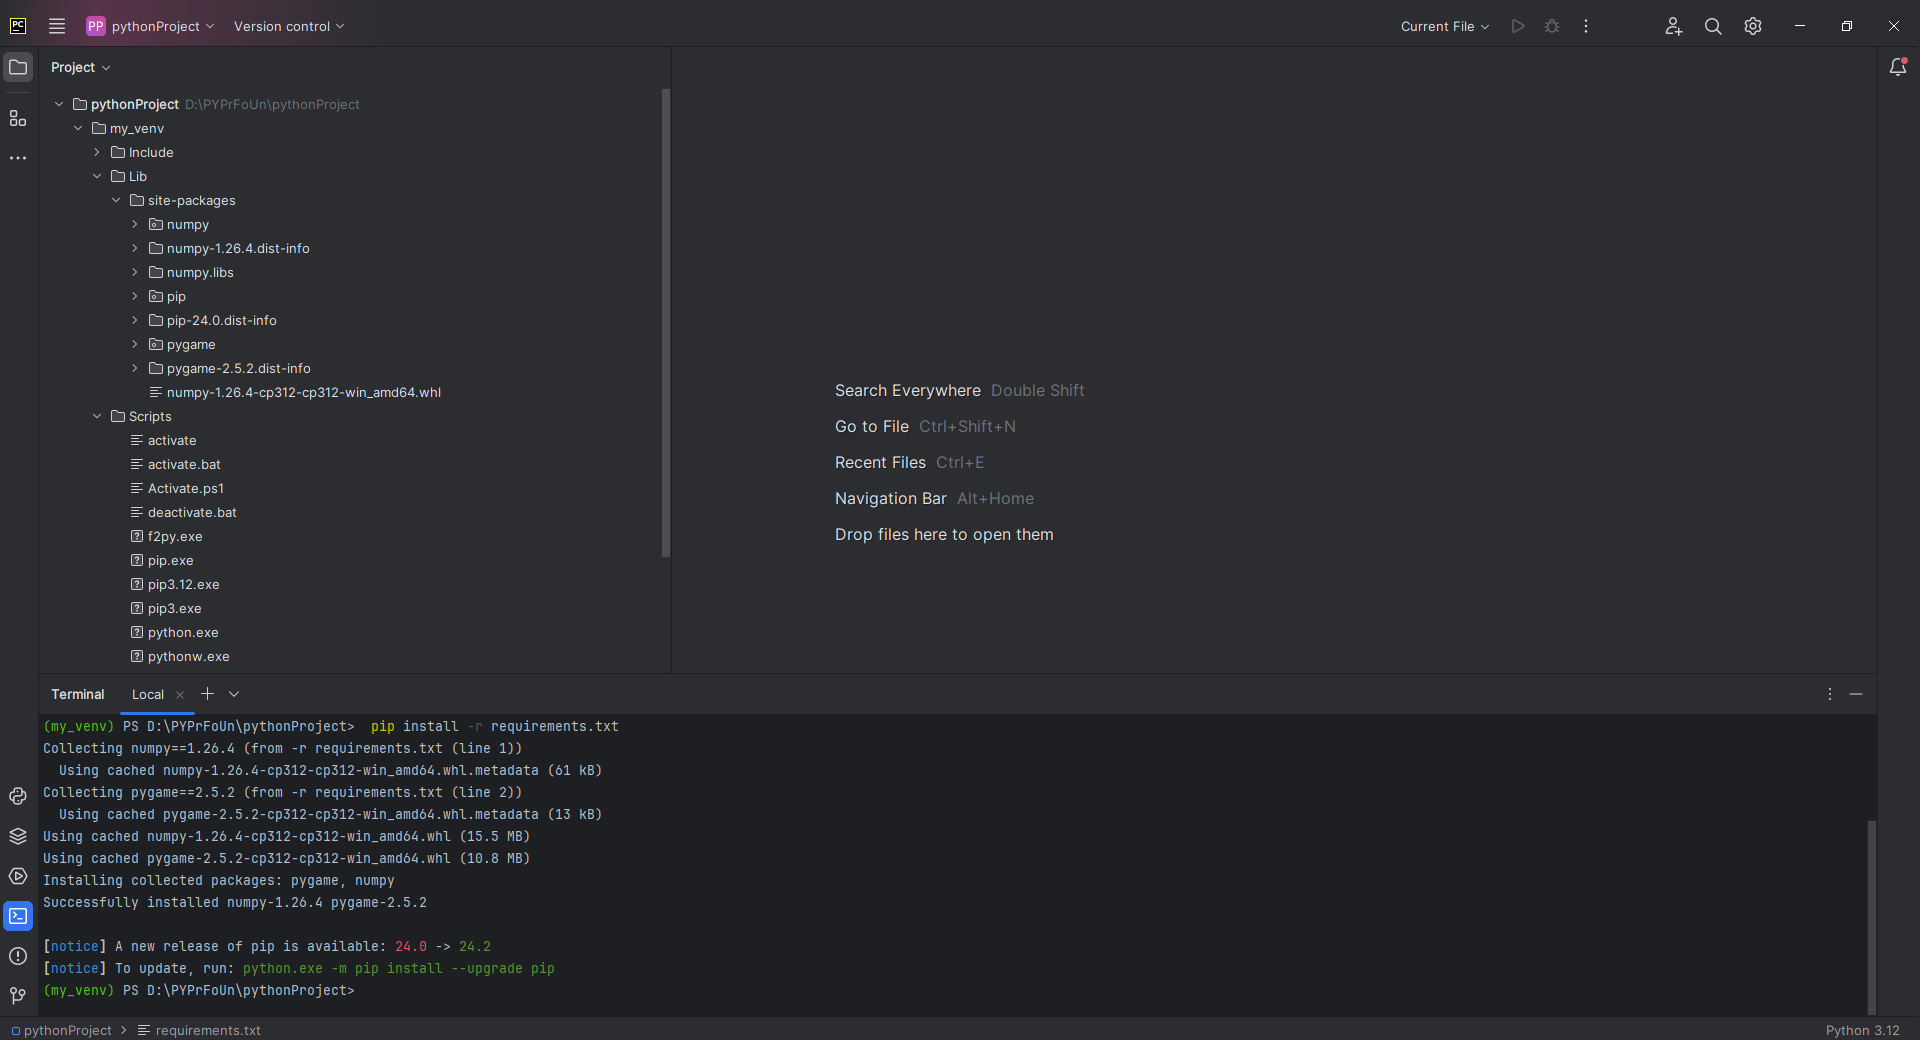 PC
PP pythonProject Version control Current File
Project
pythonProject D:\PYPrFoUn\pythonProject
my_venv
Include
Lib
site-packages
numpy
numpy-1.26.4.dist-info
numpy.libs
pip
pip-24.0.dist-info
pygame
pygame-2.5.2.dist-info
numpy-1.26.4-cp312-cp312-win_amd64.whl
Scripts
activate
activate.bat
Activate.ps1
deactivate.bat
f2py.exe
pip.exe
pip3.12.exe
pip3.exe
python.exe
pythonw.exe
Search Everywhere Double Shift
Go to File Ctrl+Shift+N
Recent Files Ctrl+E
Navigation Bar Alt+Home
Drop files here to open them
Terminal Local
(my_venv) PS D:\PYPrFoUn\pythonProject> pip install -r requirements.txt
Collecting numpy==1.26.4 (from -r requirements.txt (line 1))
Using cached numpy-1.26.4-cp312-cp312-win_amd64.whl.metadata (61 kB)
Collecting pygame==2.5.2 (from -r requirements.txt (line 2))
Using cached pygame-2.5.2-cp312-cp312-win_amd64.whl.metadata (13 kB)
Using cached numpy-1.26.4-cp312-cp312-win_amd64.whl (15.5 MB)
Using cached pygame-2.5.2-cp312-cp312-win_amd64.whl (10.8 MB)
Installing collected packages: pygame, numpy
Successfully installed numpy-1.26.4 pygame-2.5.2
[notice] A new release of pip is available: 24.0 -> 24.2
[notice] To update, run: python.exe -m pip install --upgrade pip
(my_venv) PS D:\PYPrFoUn\pythonProject>
pythonProject > requirements.txt Python 3.12